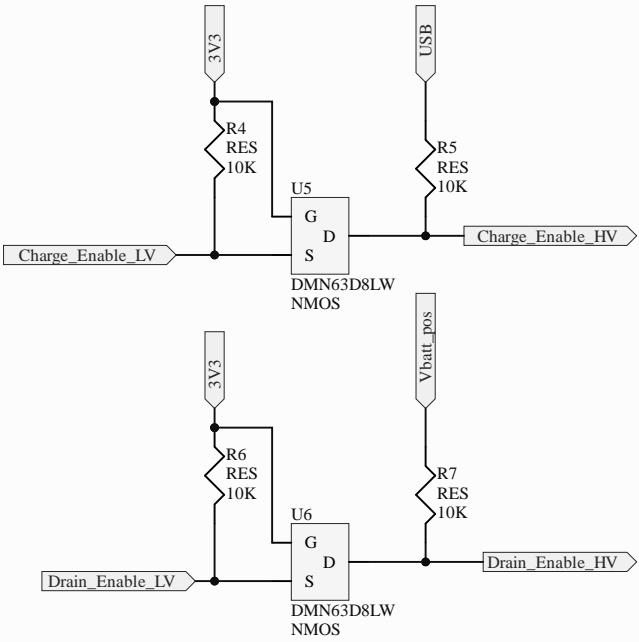 3V3
USB
R4
RES
10K
R5
RES
10K
U5
G
D
S
Charge_Enable_LV
Charge_Enable_HV
DMN63D8LW
NMOS
3V3
Vbatt_pos
R6
RES
10K
R7
RES
10K
U6
G
D
S
Drain_Enable_LV
Drain_Enable_HV
DMN63D8LW
NMOS